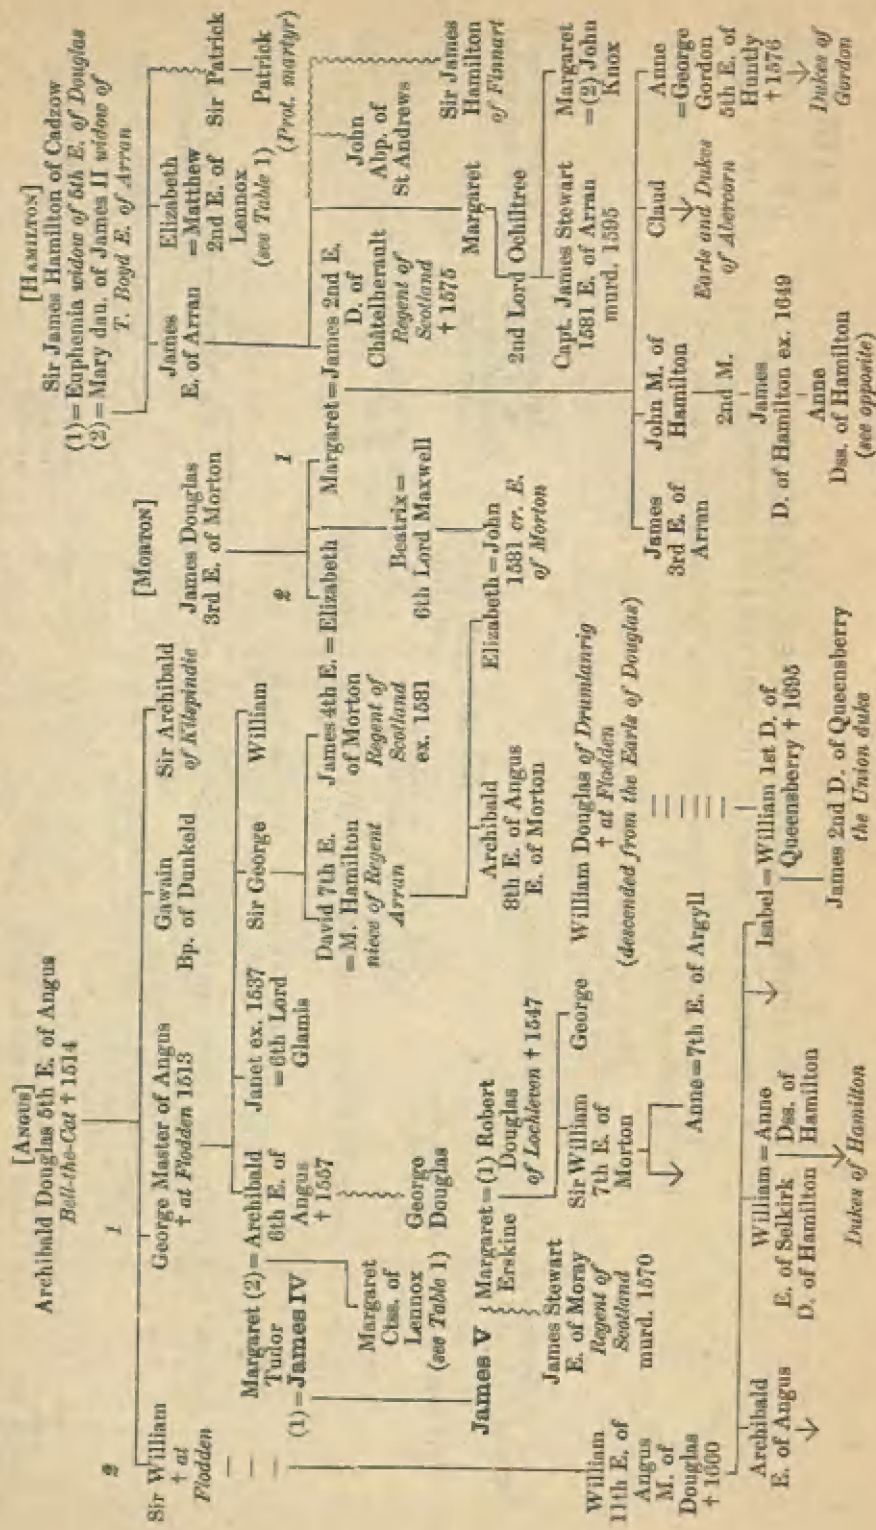 [ANGUS]
Archibald Douglas 5th E. of Angus
Bell-the-Cat † 1514
2
1
Sir William
† at
Flodden
George Master of Angus
† at Flodden 1513
Gawain
Bp. of Dunkeld
Sir Archibald
of Kilspindie
Margaret (2) = Archibald
Tudor
6th E. of
Angus
† 1557
(1) = James IV
Janet ex. 1537
= 6th Lord
Glamis
Sir George
William
Margaret
Ctss. of
Lennox
(see Table 1)
George
Douglas
David 7th E.
= M. Hamilton
niece of Regent
Arran
James 4th E. = Elizabeth
of Morton
Regent of
Scotland
ex. 1581
James V
Margaret = (1) Robert
Erskine
Douglas
of Lochleven † 1547
Archibald
8th E. of Angus
E. of Morton
Elizabeth = John
1581 cr. E.
of Morton
James Stewart
E. of Moray
Regent of
Scotland
murd. 1570
Sir William
7th E. of
Morton
George
William Douglas of Drumlanrig
† at Flodden
(descended from the Earls of Douglas)
William
11th E. of
Angus
M. of
Douglas
† 1660
Anne = 7th E. of Argyll
Archibald
E. of Angus
William = Anne
E. of Selkirk
Dss. of
D. of Hamilton
Hamilton
Dukes of Hamilton
Isabel = William 1st D. of
Queensberry † 1695
James 2nd D. of Queensberry
the Union duke
[MORTON]
James Douglas
3rd E. of Morton
2
1
Beatrix =
6th Lord Maxwell
Margaret = James 2nd E.
D. of
Châtelherault
Regent of
Scotland
† 1575
[HAMILTON]
Sir James Hamilton of Cadzow
(1) = Euphemia widow of 5th E. of Douglas
(2) = Mary dau. of James II widow of
T. Boyd E. of Arran
James
E. of Arran
Elizabeth
= Matthew
2nd E. of
Lennox
(see Table 1)
Sir Patrick
Patrick
(Prot. martyr)
John
Abp. of
St Andrews
Margaret
Sir James
Hamilton
of Finnart
2nd Lord Ochiltree
Capt. James Stewart
1581 E. of Arran
murd. 1595
Margaret
= (2) John
Knox
James
3rd E. of
Arran
John M. of
Hamilton
2nd M.
James
D. of Hamilton ex. 1649
Anne
Dss. of Hamilton
(see opposite)
Claud
Earls and Dukes
of Abercorn
Anne
= George
Gordon
5th E. of
Huntly
† 1576
Dukes of
Gordon